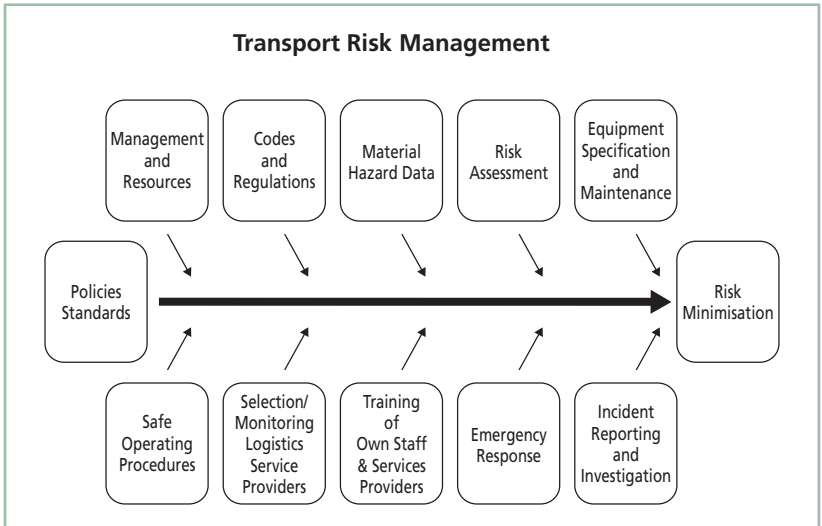 Transport Risk Management
Management
and
Resources
Codes
and
Regulations
Material
Hazard Data
Risk
Assessment
Equipment
Specification
and
Maintenance
Policies
Standards
Risk
Minimisation
Safe
Operating
Procedures
Selection/
Monitoring
Logistics
Service
Providers
Training
of
Own Staff
& Services
Providers
Emergency
Response
Incident
Reporting
and
Investigation